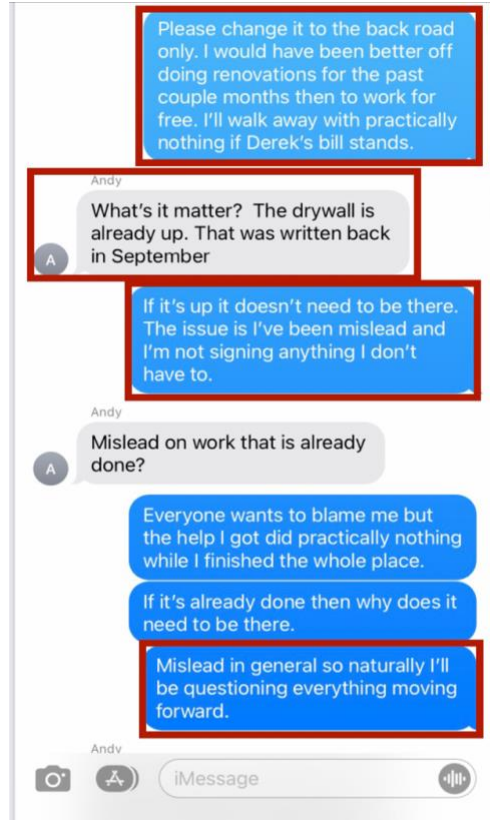 Please change it to the back road
only. I would have been better off
doing renovations for the past
couple months then to work for
free. I'll walk away with practically
nothing if Derek's bill stands.
Andy
What's it matter?  The drywall is
already up. That was written back
in September
A
If it's up it doesn't need to be there.
The issue is I've been mislead and
I'm not signing anything I don't
have to.
Andy
Mislead on work that is already
done?
A
Everyone wants to blame me but
the help I got did practically nothing
while I finished the whole place.
If it's already done then why does it
need to be there.
Mislead in general so naturally I'll
be questioning everything moving
forward.
Andy
iMessage